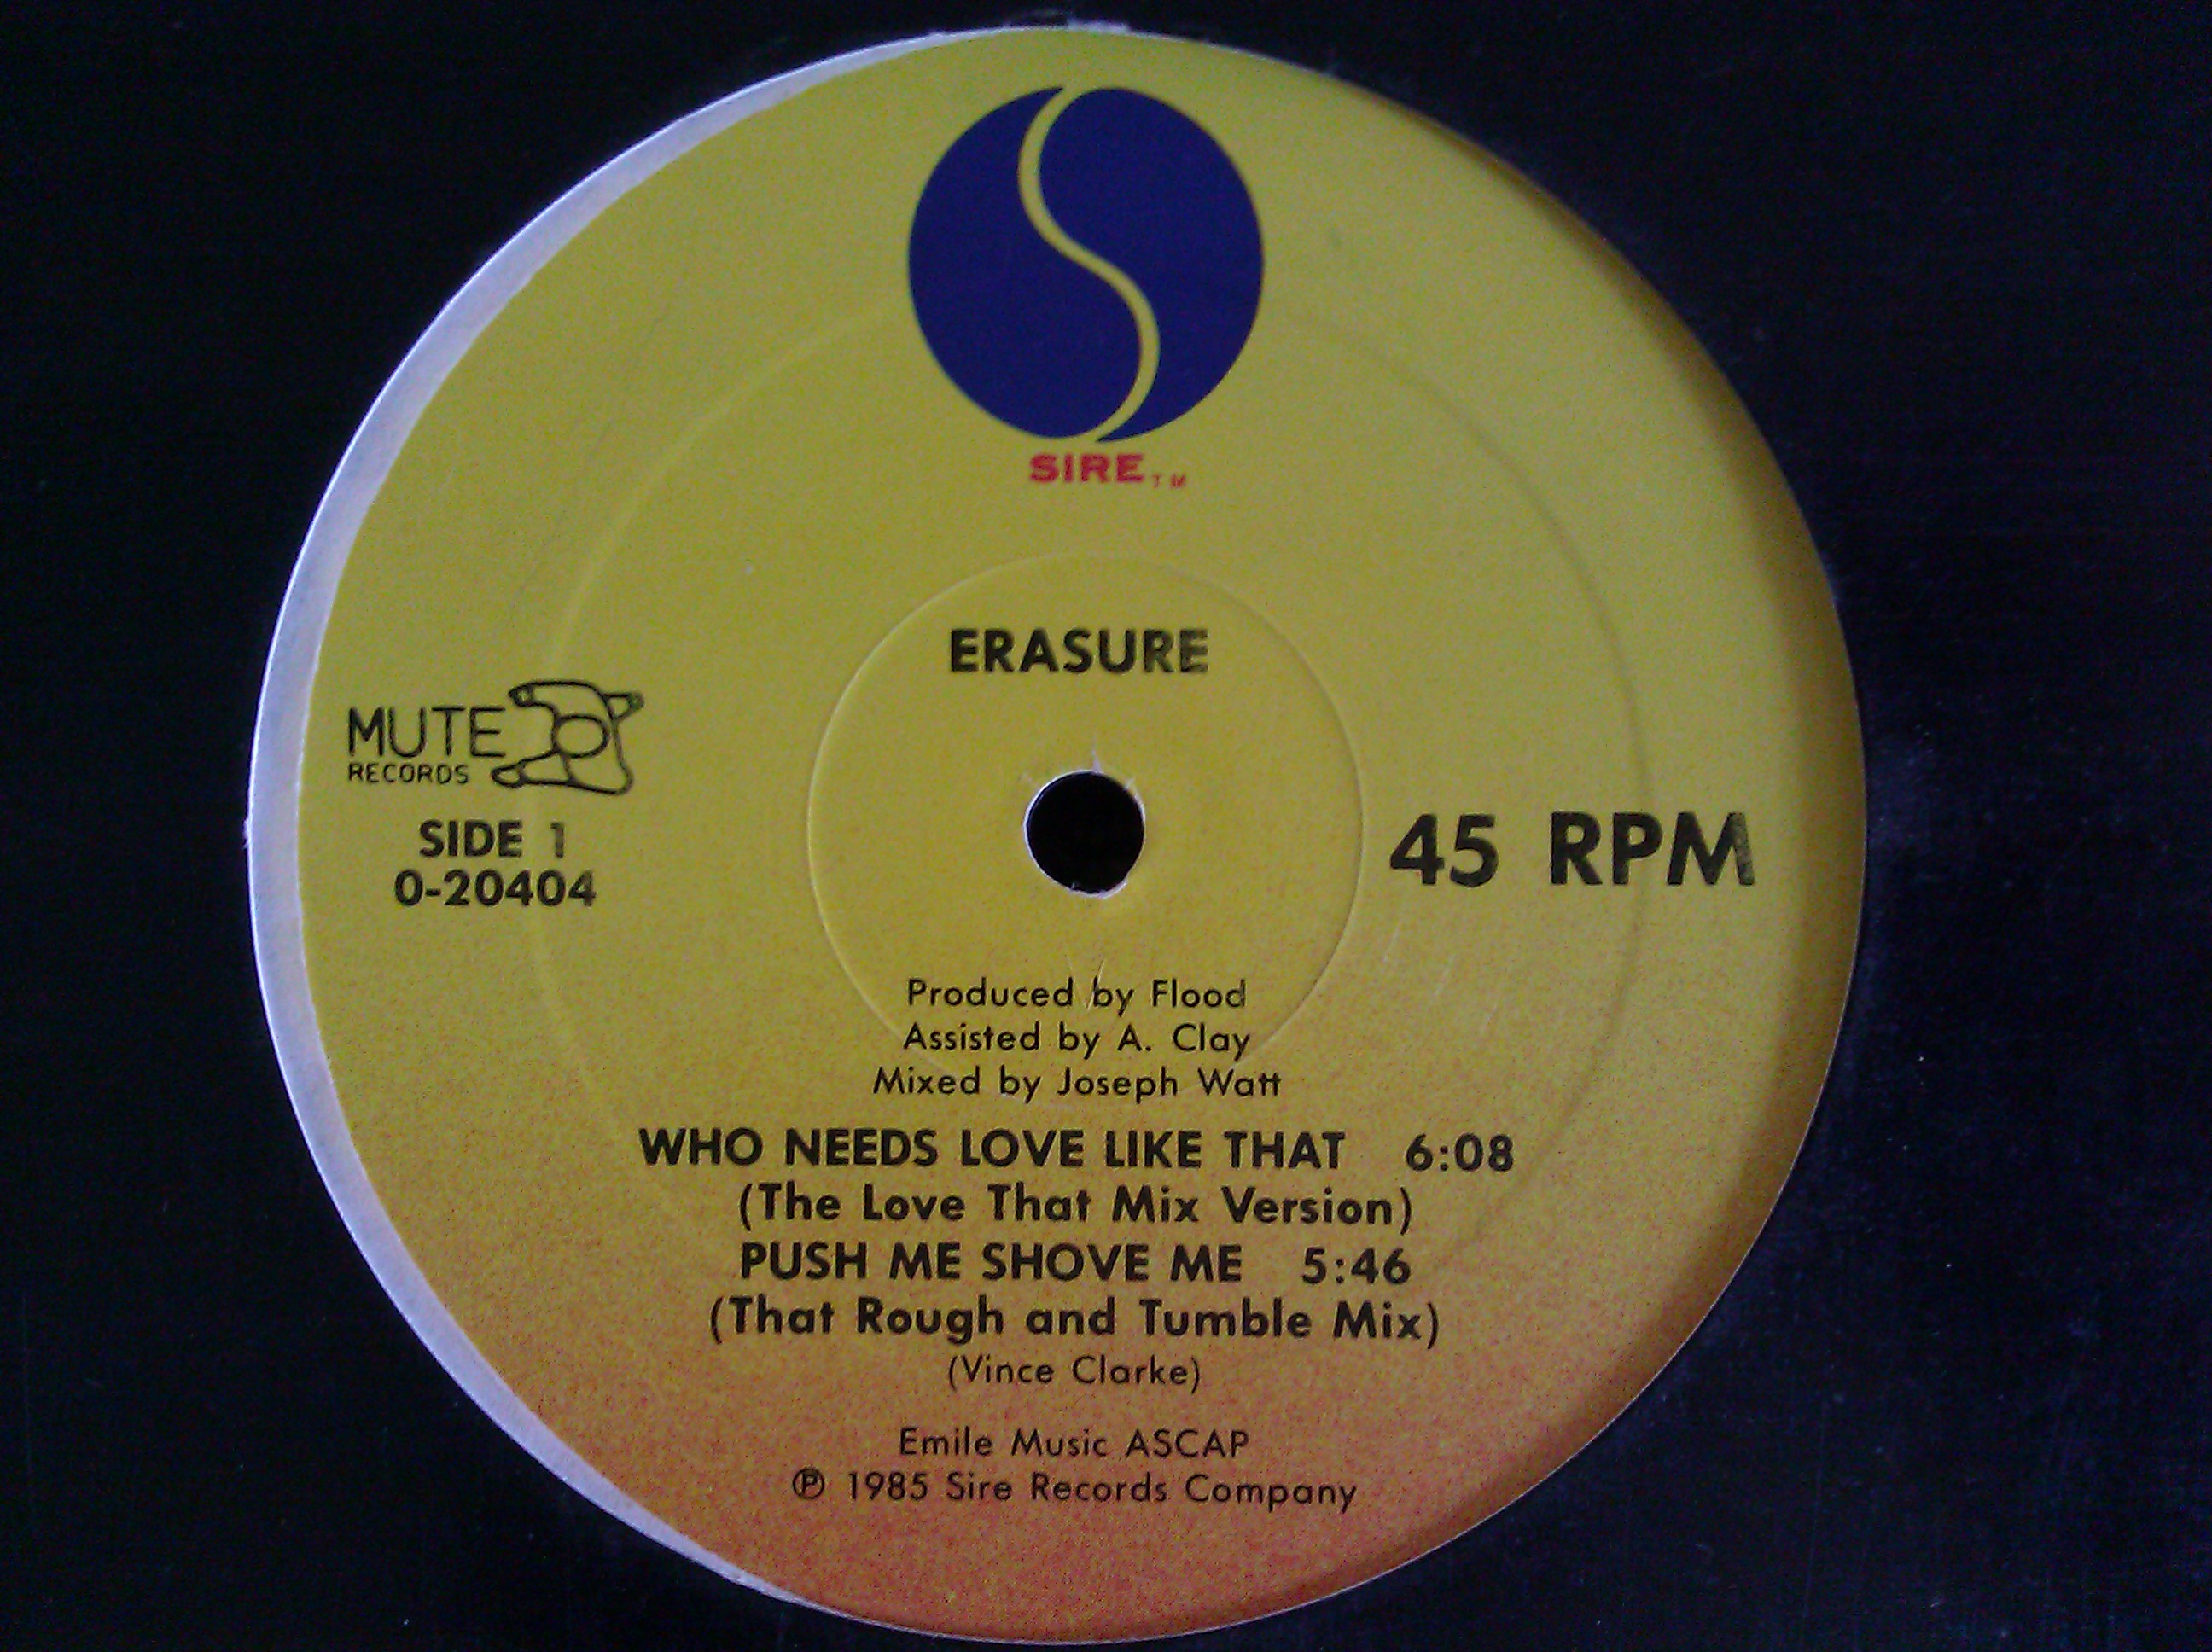 SIRE™
ERASURE
MUTE
RECORDS
SIDE 1
0-20404
45 RPM
Produced by Flood
Assisted by A. Clay
Mixed by Joseph Watt
WHO NEEDS LOVE LIKE THAT 6:08
(The Love That Mix Version)
PUSH ME SHOVE ME 5:46
(That Rough and Tumble Mix)
(Vince Clarke)
Emile Music ASCAP
℗ 1985 Sire Records Company